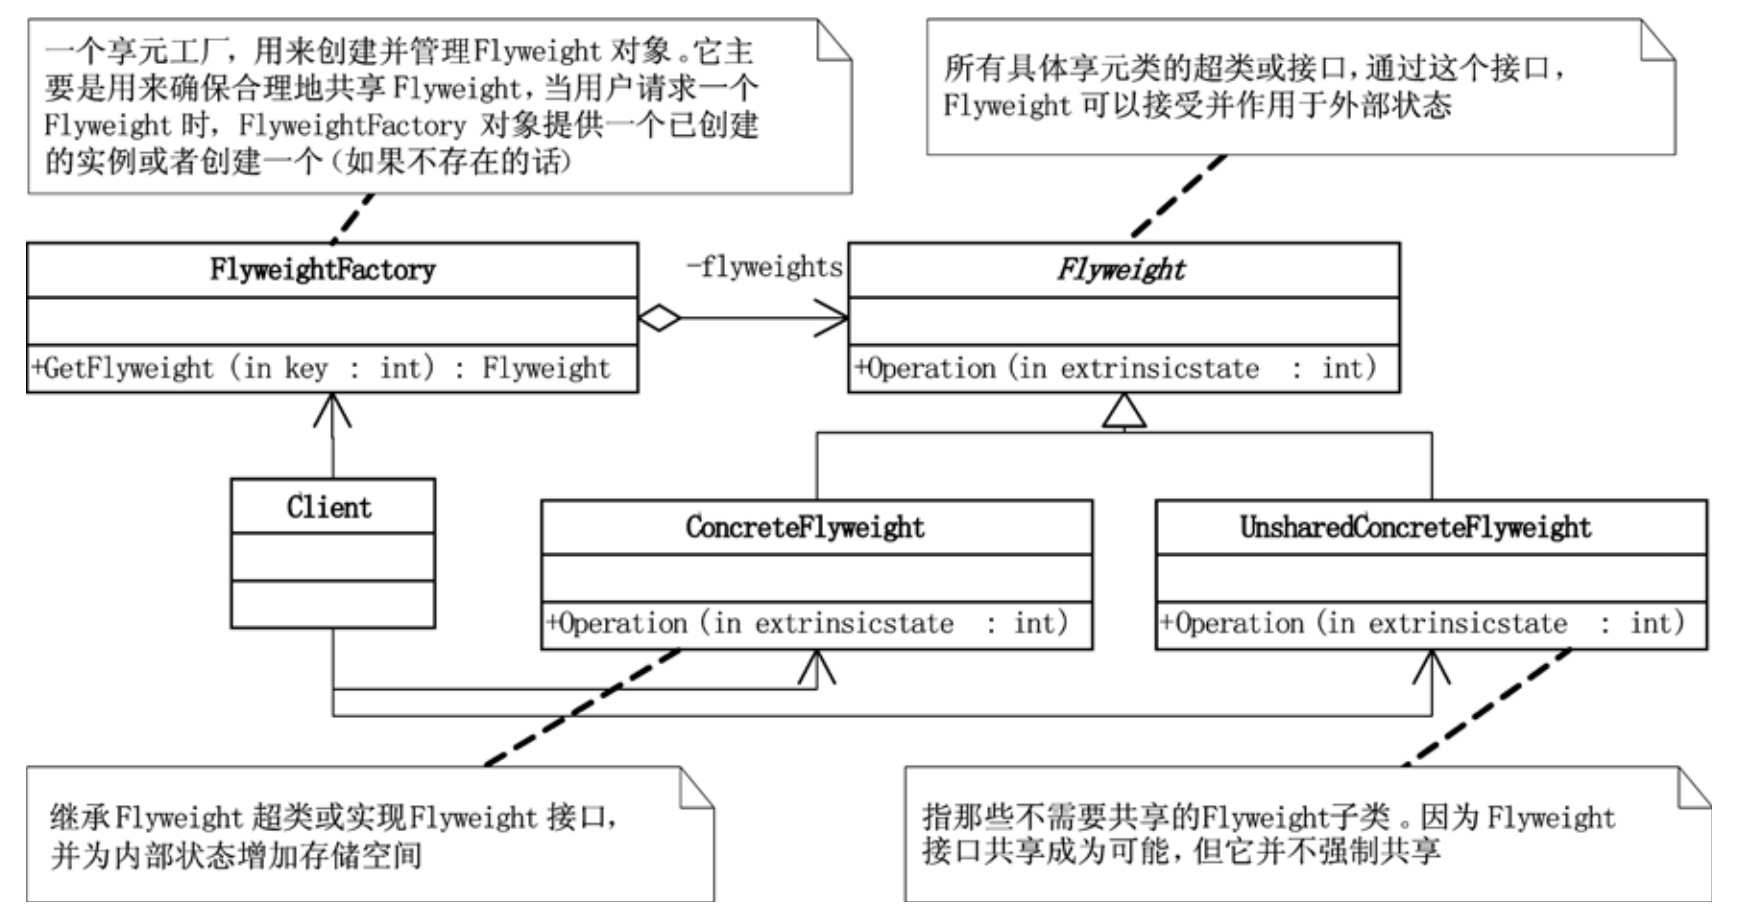 一个享元工厂，用来创建并管理Flyweight 对象。它主
要是用来确保合理地共享 Flyweight，当用户请求一个
Flyweight 时，FlyweightFactory 对象提供一个已创建
的实例或者创建一个（如果不存在的话）
所有具体享元类的超类或接口，通过这个接口，
Flyweight 可以接受并作用于外部状态
FlyweightFactory
+GetFlyweight (in key : int) : Flyweight
-flyweights
Flyweight
+Operation (in extrinsicstate : int)
Client
ConcreteFlyweight
+Operation (in extrinsicstate : int)
UnsharedConcreteFlyweight
+Operation (in extrinsicstate : int)
继承Flyweight 超类或实现Flyweight 接口，
并为内部状态增加存储空间
指那些不需要共享的Flyweight子类。因为 Flyweight
接口共享成为可能，但它并不强制共享